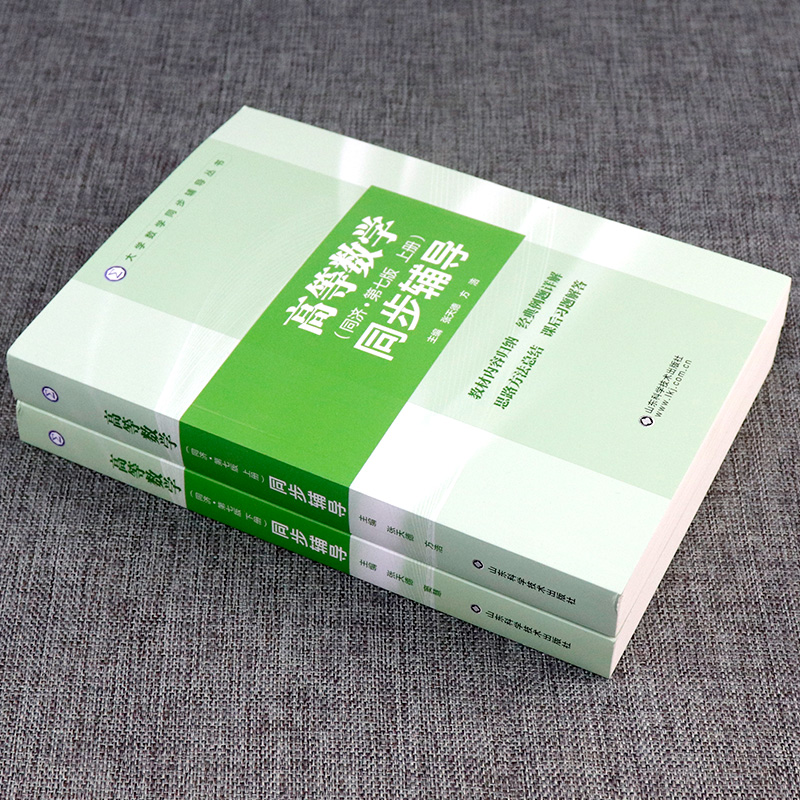 大学数学同步辅导丛书
高等数学
(同济·第七版 上册)
同步辅导
主编 张天德 方涛
教材内容归纳 经典例题详解
思路方法总结 课后习题解答
山东科学技术出版社
www.lkj.com.cn
高等数学
(同济·第七版 上册)
同步辅导
主编 张天德 方涛
山东科学技术出版社
高等数学
(同济·第七版 下册)
同步辅导
主编 张天德 窦慧
山东科学技术出版社